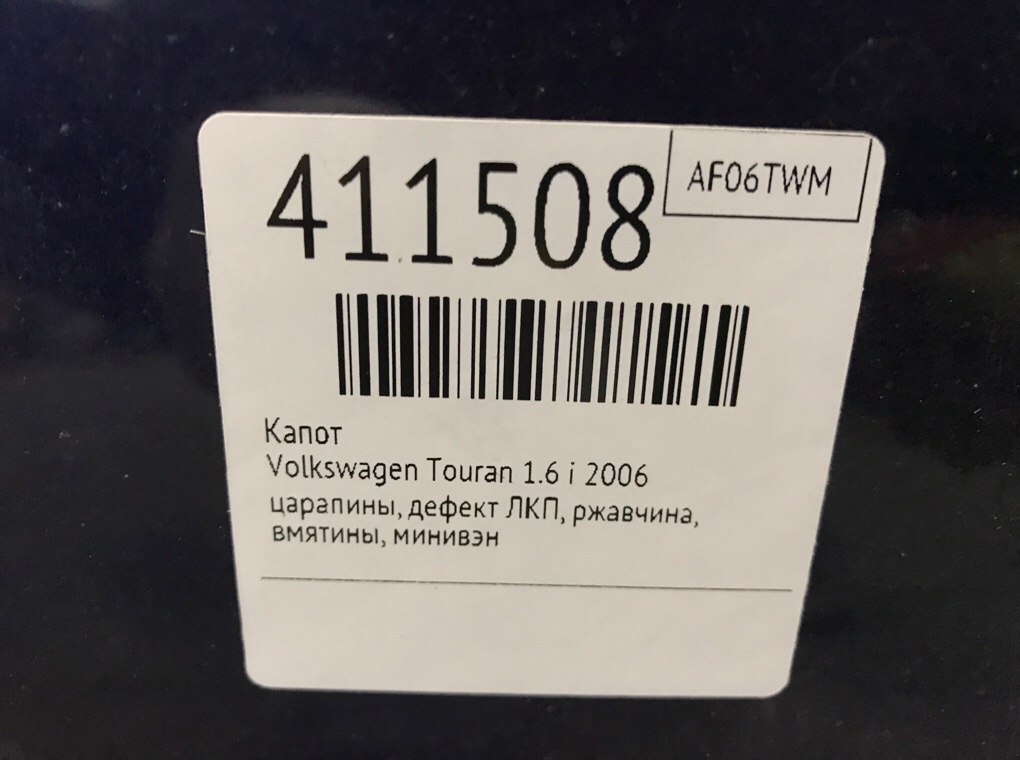 411508
AF06TWM
Капот
Volkswagen Touran 1.6 i 2006
царапины, дефект ЛКП, ржавчина,
вмятины, минивэн